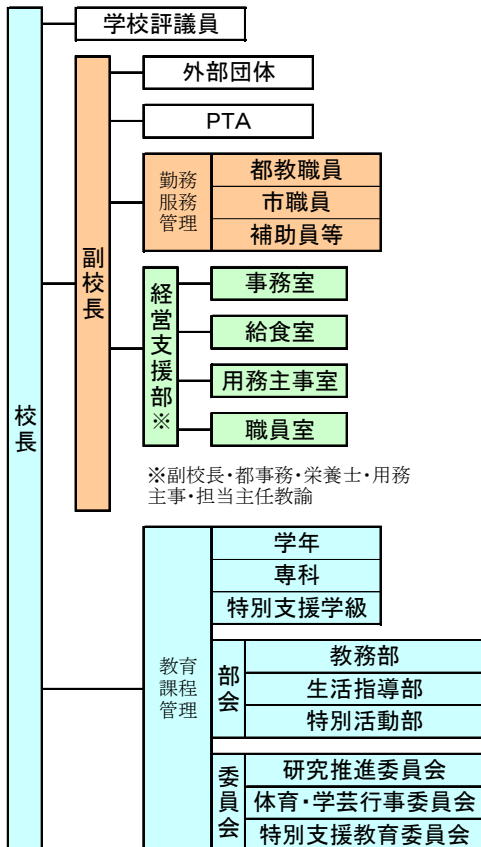 校長
学校評議員
副校長
外部団体
PTA
勤務
服務
管理
都教職員
市職員
補助員等
経営支援部※
事務室
給食室
用務主事室
職員室
※副校長・都事務・栄養士・用務
主事・担当主任教諭
教育
課程
管理
学年
専科
特別支援学級
部会
教務部
生活指導部
特別活動部
委員会
研究推進委員会
体育・学芸行事委員会
特別支援教育委員会